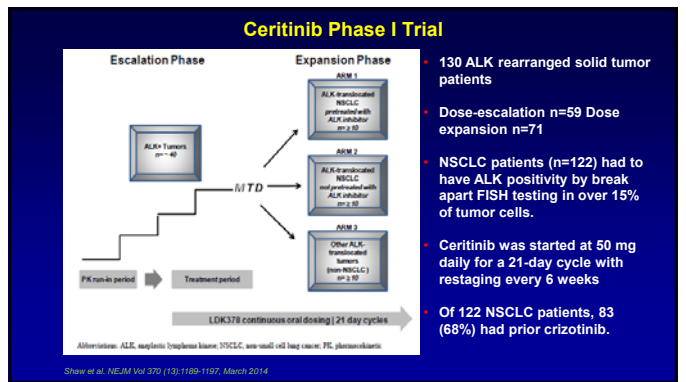 Ceritinib Phase I Trial
Escalation Phase
Expansion Phase
ALK+ Tumors
n= ~ 40
MTD
PK run-in period
Treatment period
ARM 1
ALK-translocated
NSCLC
pretreated with
ALK inhibitor
n= ≥ 10
ARM 2
ALK-translocated
NSCLC
not pretreated with
ALK inhibitor
n= ≥ 10
ARM 3
Other ALK-
translocated
tumors
(non-NSCLC )
n= ≥ 10
LDK378 continuous oral dosing | 21 day cycles
Abbreviations: ALK, anaplastic lymphoma kinase; NSCLC, non-small cell lung cancer; PK, pharmacokinetic
• 130 ALK rearranged solid tumor
patients
• Dose-escalation n=59 Dose
expansion n=71
• NSCLC patients (n=122) had to
have ALK positivity by break
apart FISH testing in over 15%
of tumor cells.
• Ceritinib was started at 50 mg
daily for a 21-day cycle with
restaging every 6 weeks
• Of 122 NSCLC patients, 83
(68%) had prior crizotinib.
Shaw et al. NEJM Vol 370 (13):1189-1197, March 2014